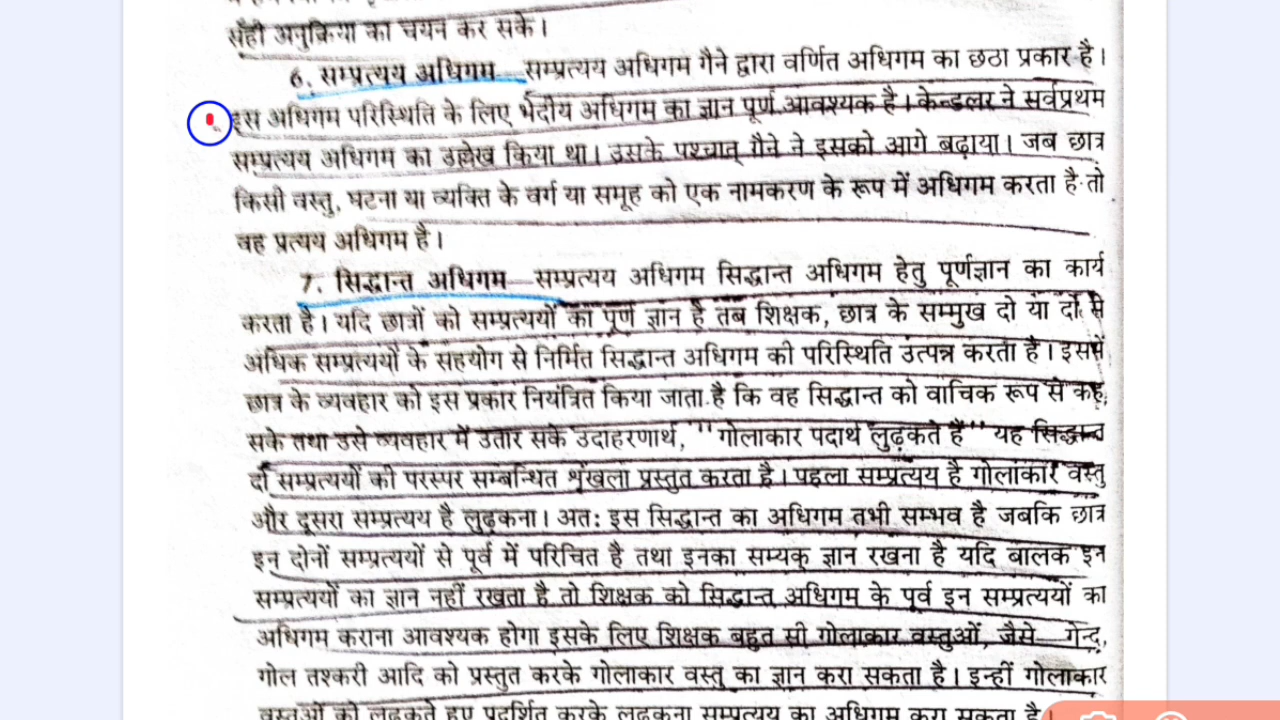 सही अनुक्रिया का चयन कर सके।
6. सम्प्रत्यय अधिगम—सम्प्रत्यय अधिगम गैने द्वारा वर्णित अधिगम का छठा प्रकार है।
इस अधिगम परिस्थिति के लिए भेदीय अधिगम का ज्ञान पूर्ण आवश्यक है। केन्डलर ने सर्वप्रथम
सम्प्रत्यय अधिगम का उल्लेख किया था। उसके पश्चात् गैने ने इसको आगे बढ़ाया। जब छात्र
किसी वस्तु, घटना या व्यक्ति के वर्ग या समूह को एक नामकरण के रूप में अधिगम करता है तो
वह प्रत्यय अधिगम है।
7. सिद्धान्त अधिगम—सम्प्रत्यय अधिगम सिद्धान्त अधिगम हेतु पूर्णज्ञान का कार्य
करता है। यदि छात्रों को सम्प्रत्ययों का पूर्ण ज्ञान है तब शिक्षक, छात्र के सम्मुख दो या दो से
अधिक सम्प्रत्ययों के सहयोग से निर्मित सिद्धान्त अधिगम की परिस्थिति उत्पन्न करता है। इसमें
छात्र के व्यवहार को इस प्रकार नियंत्रित किया जाता है कि वह सिद्धान्त को वाचिक रूप से कह
सके तथा उसे व्यवहार में उतार सके उदाहरणार्थ, "गोलाकार पदार्थ लुढ़कते हैं" यह सिद्धान्त
दो सम्प्रत्ययों की परस्पर सम्बन्धित शृंखला प्रस्तुत करता है। पहला सम्प्रत्यय है गोलाकार वस्तु
और दूसरा सम्प्रत्यय है लुढ़कना। अतः इस सिद्धान्त का अधिगम तभी सम्भव है जबकि छात्र
इन दोनों सम्प्रत्ययों से पूर्व में परिचित है तथा इनका सम्यक् ज्ञान रखना है यदि बालक इन
सम्प्रत्ययों का ज्ञान नहीं रखता है तो शिक्षक को सिद्धान्त अधिगम के पूर्व इन सम्प्रत्ययों का
अधिगम कराना आवश्यक होगा इसके लिए शिक्षक बहुत सी गोलाकार वस्तुओं, जैसे—गेन्द,
गोल तश्करी आदि को प्रस्तुत करके गोलाकार वस्तु का ज्ञान करा सकता है। इन्हीं गोलाकार
वस्तुओं को लुढ़कते हुए प्रदर्शित करके लुढ़कना सम्प्रत्यय का अधिगम करा सकता है।